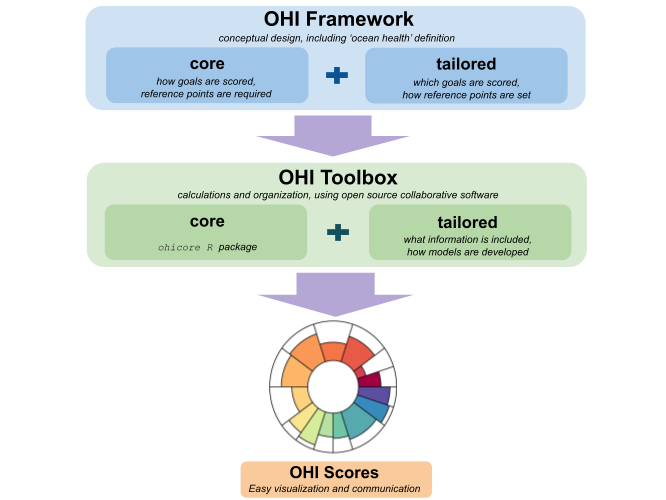 OHI Framework
conceptual design, including ‘ocean health’ definition
core
how goals are scored,
reference points are required
tailored
which goals are scored,
how reference points are set
OHI Toolbox
calculations and organization, using open source collaborative software
core
ohicore R package
tailored
what information is included,
how models are developed
OHI Scores
Easy visualization and communication